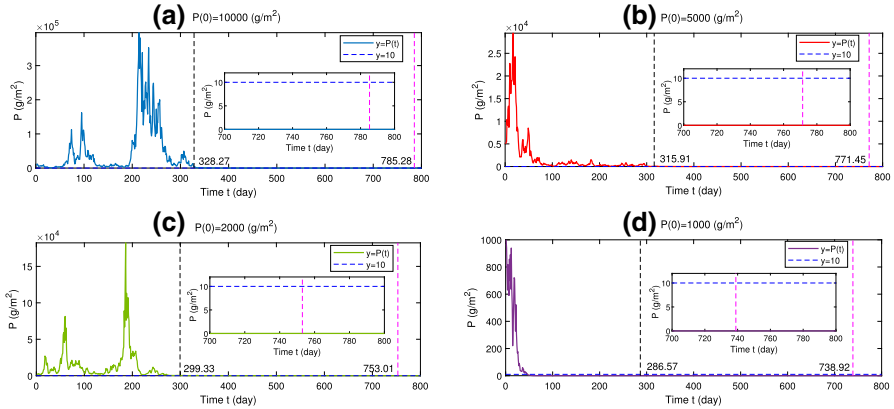 (a) P(0)=10000 (g/m²)
×10⁵
y=P(t)
y=10
P (g/m²)
3
2
1
0
P (g/m²)
10
5
0
700 720 740 760 780 800
Time t (day)
328.27
785.28
0 100 200 300 400 500 600 700 800
Time t (day)
(b) P(0)=5000 (g/m²)
×10⁴
y=P(t)
y=10
P (g/m²)
2.5
2
1.5
1
0.5
0
P (g/m²)
10
5
0
700 720 740 760 780 800
Time t (day)
315.91
771.45
0 100 200 300 400 500 600 700 800
Time t (day)
(c) P(0)=2000 (g/m²)
×10⁴
y=P(t)
y=10
P (g/m²)
15
10
5
0
P (g/m²)
10
5
0
700 720 740 760 780 800
Time t (day)
299.33
753.01
0 100 200 300 400 500 600 700 800
Time t (day)
(d) P(0)=1000 (g/m²)
y=P(t)
y=10
P (g/m²)
1000
800
600
400
200
0
P (g/m²)
10
5
0
700 720 740 760 780 800
Time t (day)
286.57
738.92
0 100 200 300 400 500 600 700 800
Time t (day)